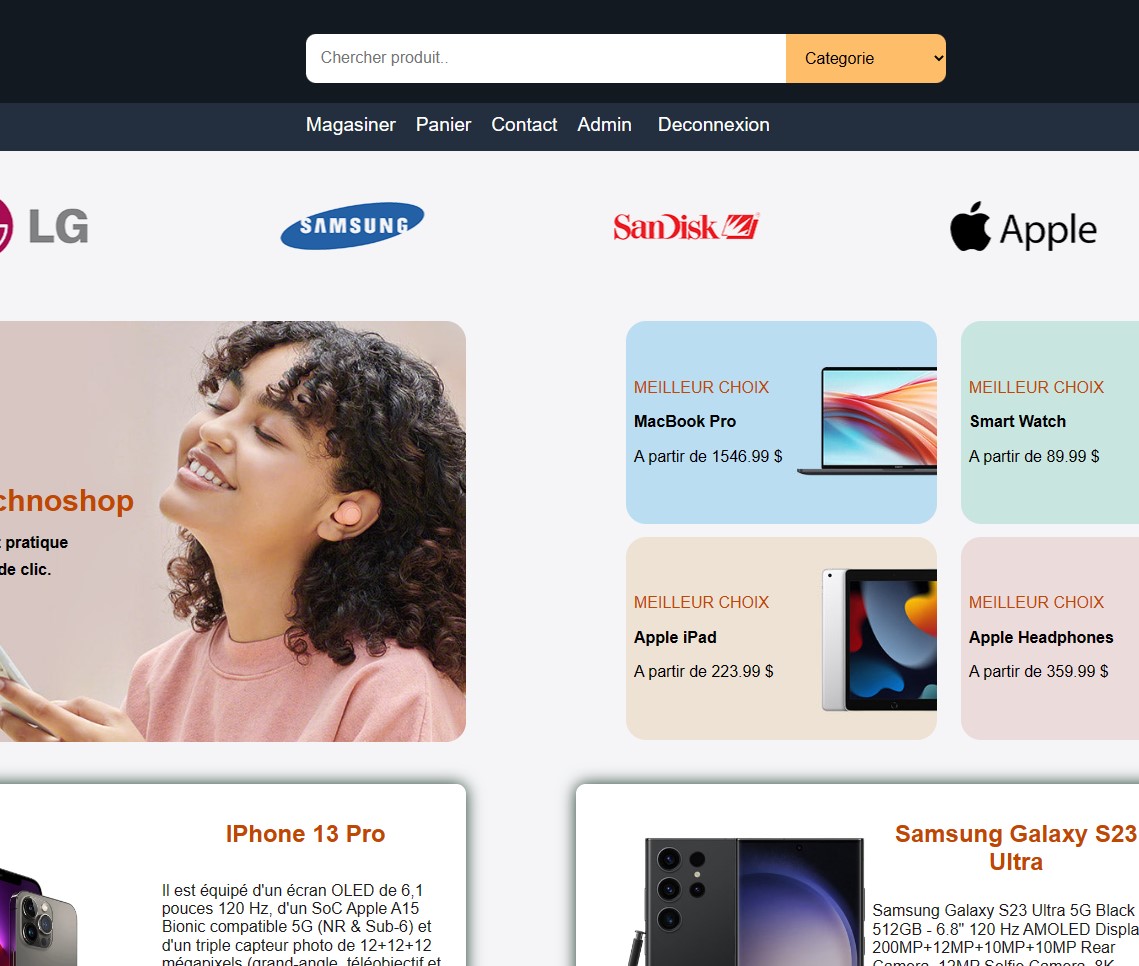 Chercher produit..
Categorie
Magasiner Panier Contact Admin Deconnexion
LG
SAMSUNG
SanDisk
Apple
MEILLEUR CHOIX
MacBook Pro
A partir de 1546.99 $
MEILLEUR CHOIX
Smart Watch
A partir de 89.99 $
chnoshop
pratique
de clic.
MEILLEUR CHOIX
Apple iPad
A partir de 223.99 $
MEILLEUR CHOIX
Apple Headphones
A partir de 359.99 $
IPhone 13 Pro
Il est équipé d'un écran OLED de 6,1
pouces 120 Hz, d'un SoC Apple A15
Bionic compatible 5G (NR & Sub-6) et
d'un triple capteur photo de 12+12+12
mégapixels (grand-angle, téléobjectif et
Samsung Galaxy S23
Ultra
Samsung Galaxy S23 Ultra 5G Black
512GB - 6.8" 120 Hz AMOLED Displa
200MP+12MP+10MP+10MP Rear
Camera, 12MP Selfie Camera, 8K